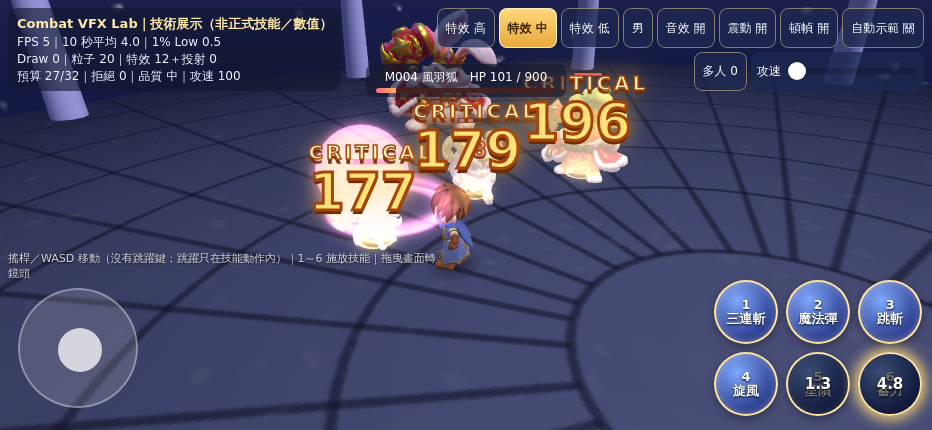 Combat VFX Lab｜技術展示（非正式技能／數值）
FPS 5｜10 秒平均 4.0｜1% Low 0.5
Draw 0｜粒子 20｜特效 12＋投射 0
預算 27/32｜拒絕 0｜品質 中｜攻速 100
特效 高
特效 中
特效 低
男
音效 開
震動 開
頓幀 開
自動示範 關
多人 0
攻速
M004 風羽狐 HP 101 / 900
CRITICAL
196
CRITICAL
179
CRITICAL
177
搖桿／WASD 移動（沒有跳躍鍵；跳躍只在技能動作內）｜1～6 施放技能｜拖曳畫面轉
鏡頭
1
三連斬
2
魔法彈
3
跳斬
4
旋風
5
1.3
星隕
6
4.8
蓄力